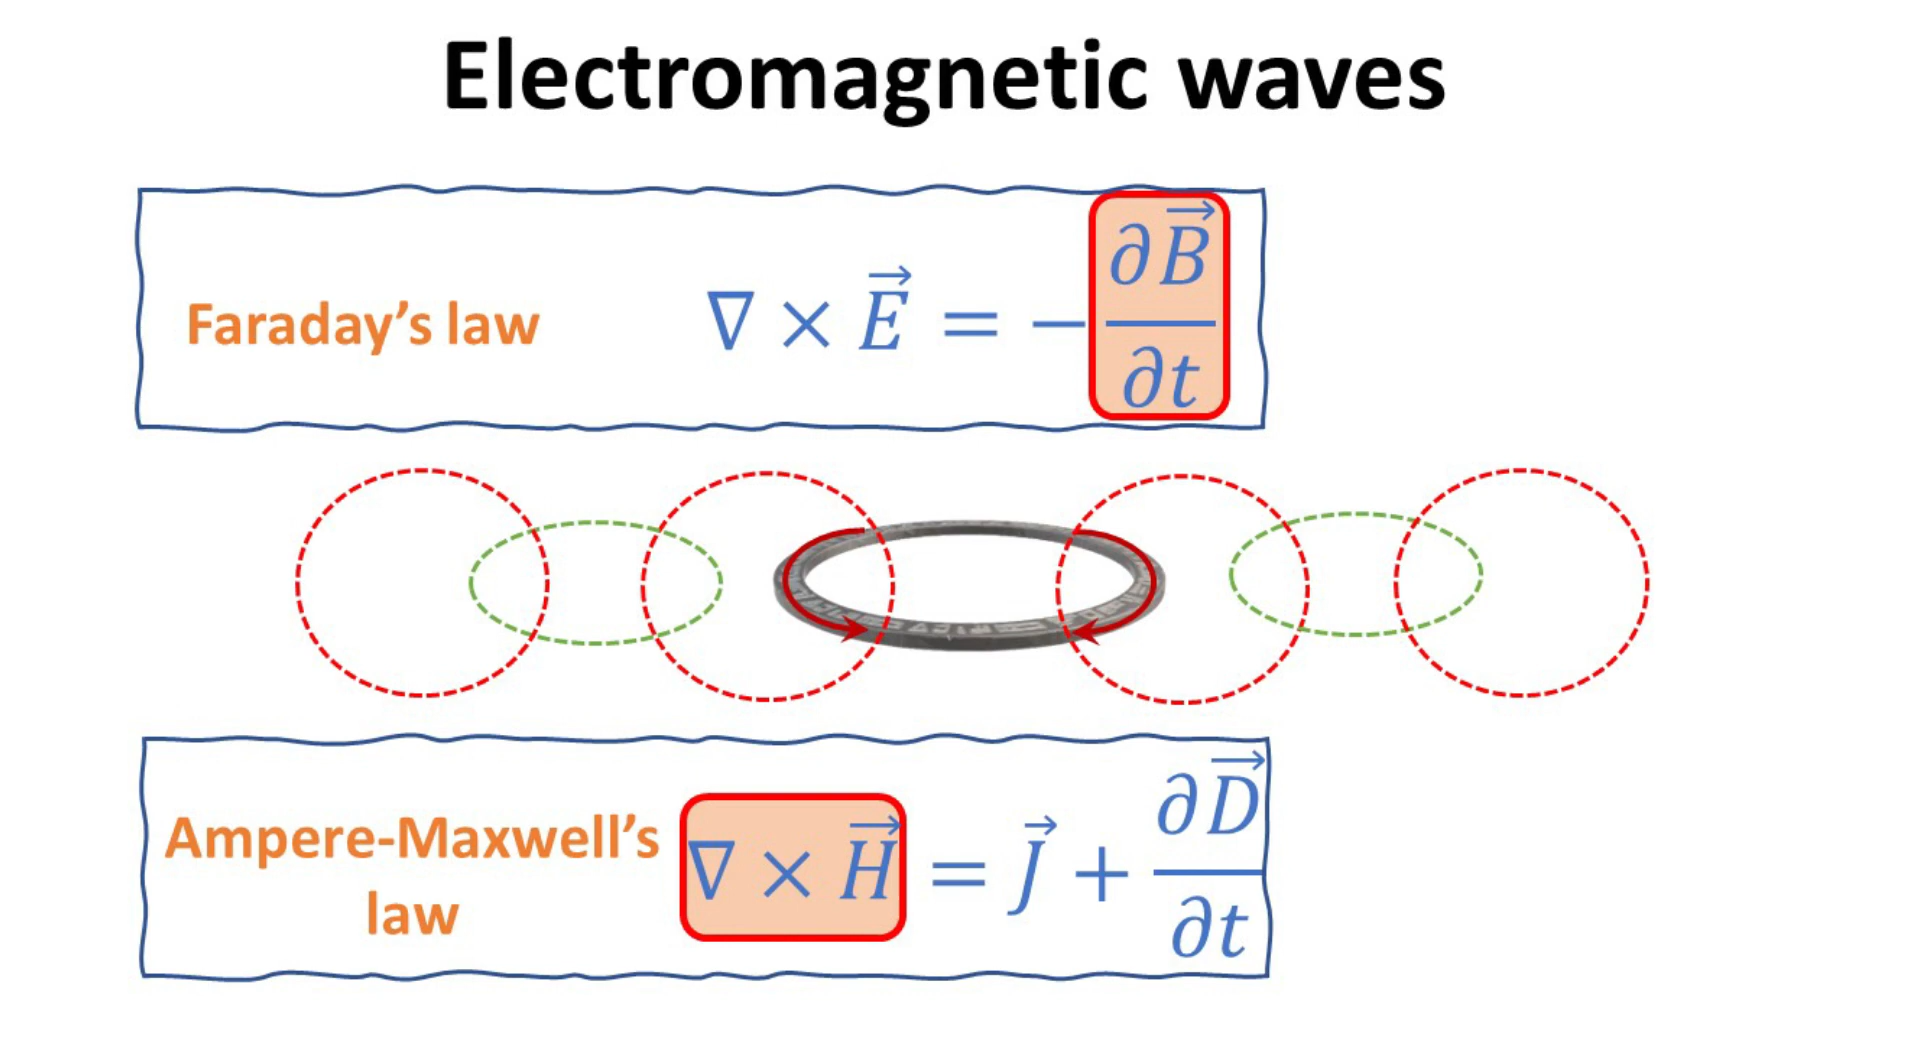 Electromagnetic waves
Faraday's law
∇ × E⃗ = − ∂B⃗/∂t
Ampere-Maxwell's
law
∇ × H⃗ = J⃗ + ∂D⃗/∂t